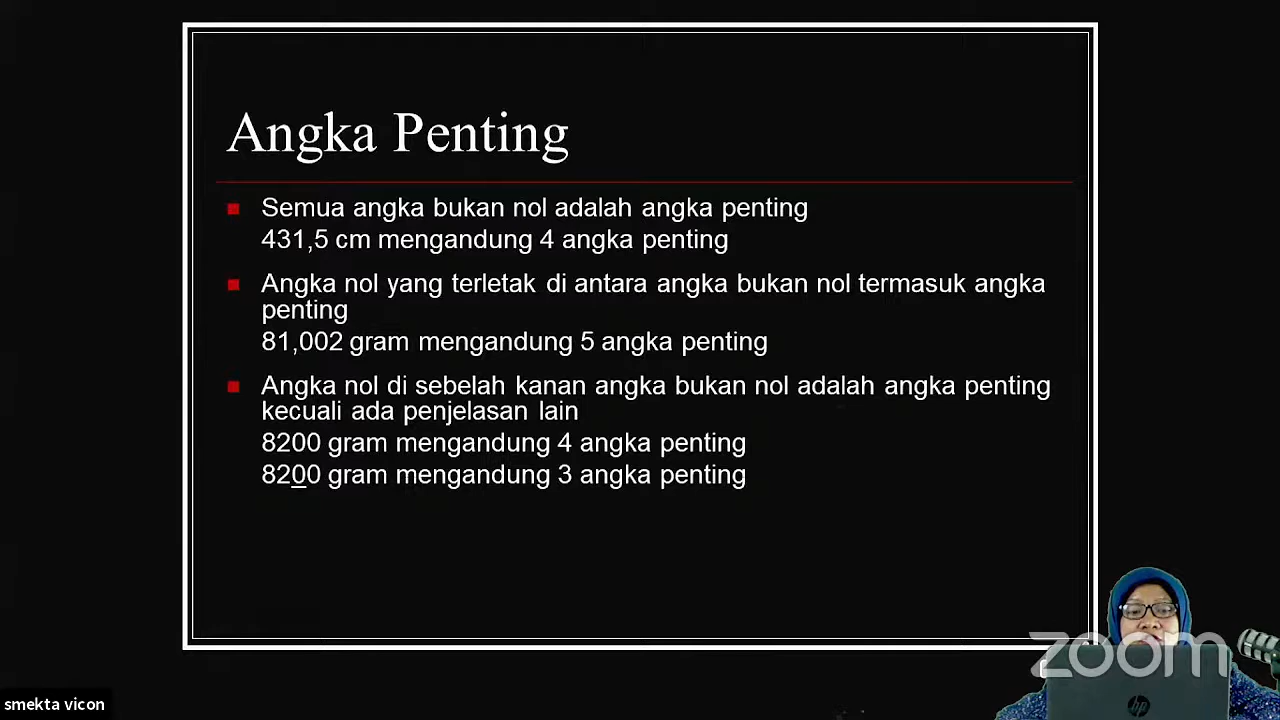 Angka Penting
Semua angka bukan nol adalah angka penting
431,5 cm mengandung 4 angka penting
Angka nol yang terletak di antara angka bukan nol termasuk angka
penting
81,002 gram mengandung 5 angka penting
Angka nol di sebelah kanan angka bukan nol adalah angka penting
kecuali ada penjelasan lain
8200 gram mengandung 4 angka penting
8200 gram mengandung 3 angka penting
zoom
hp
smekta vicon